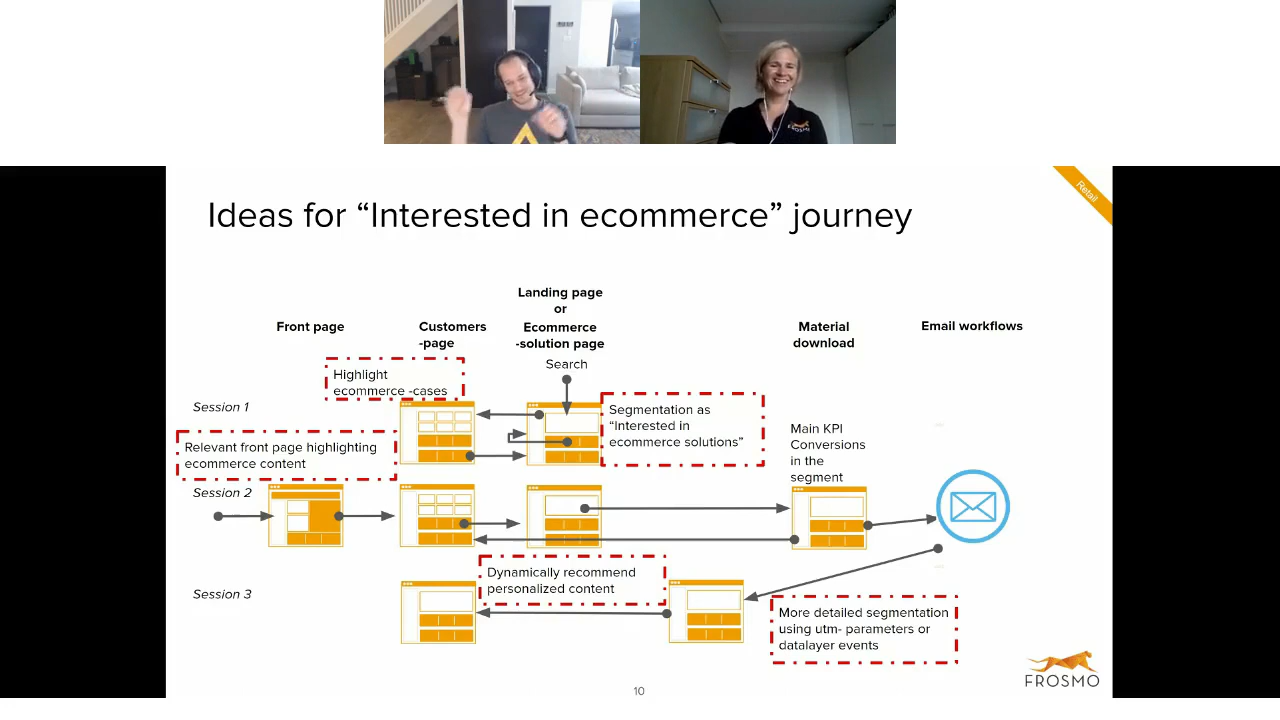 FROSMO
Retail
Ideas for “Interested in ecommerce” journey
Landing page
or
Front page
Customers
-page
Ecommerce
-solution page
Material
download
Email workflows
Search
Highlight
ecommerce -cases
Session 1
Segmentation as
“Interested in
ecommerce solutions”
Relevant front page highlighting
ecommerce content
Main KPI
Conversions
in the
segment
Session 2
Dynamically recommend
personalized content
Session 3
More detailed segmentation
using utm- parameters or
datalayer events
FROSMO
10